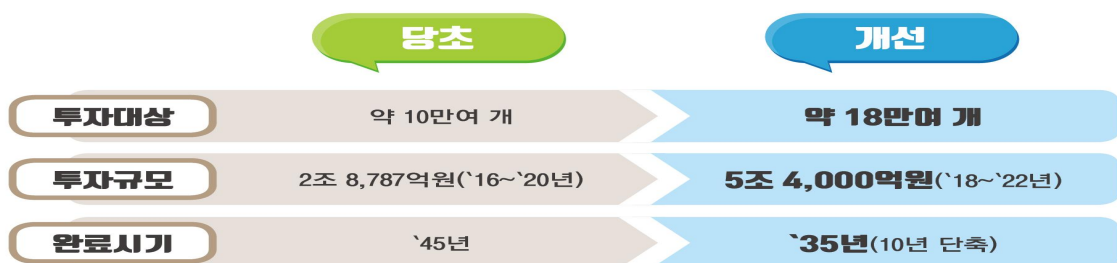 당초 개선
투자대상 약 10만여 개 약 18만여 개
투자규모 2조 8,787억원(`16~`20년) 5조 4,000억원(`18~`22년)
완료시기 `45년 `35년(10년 단축)